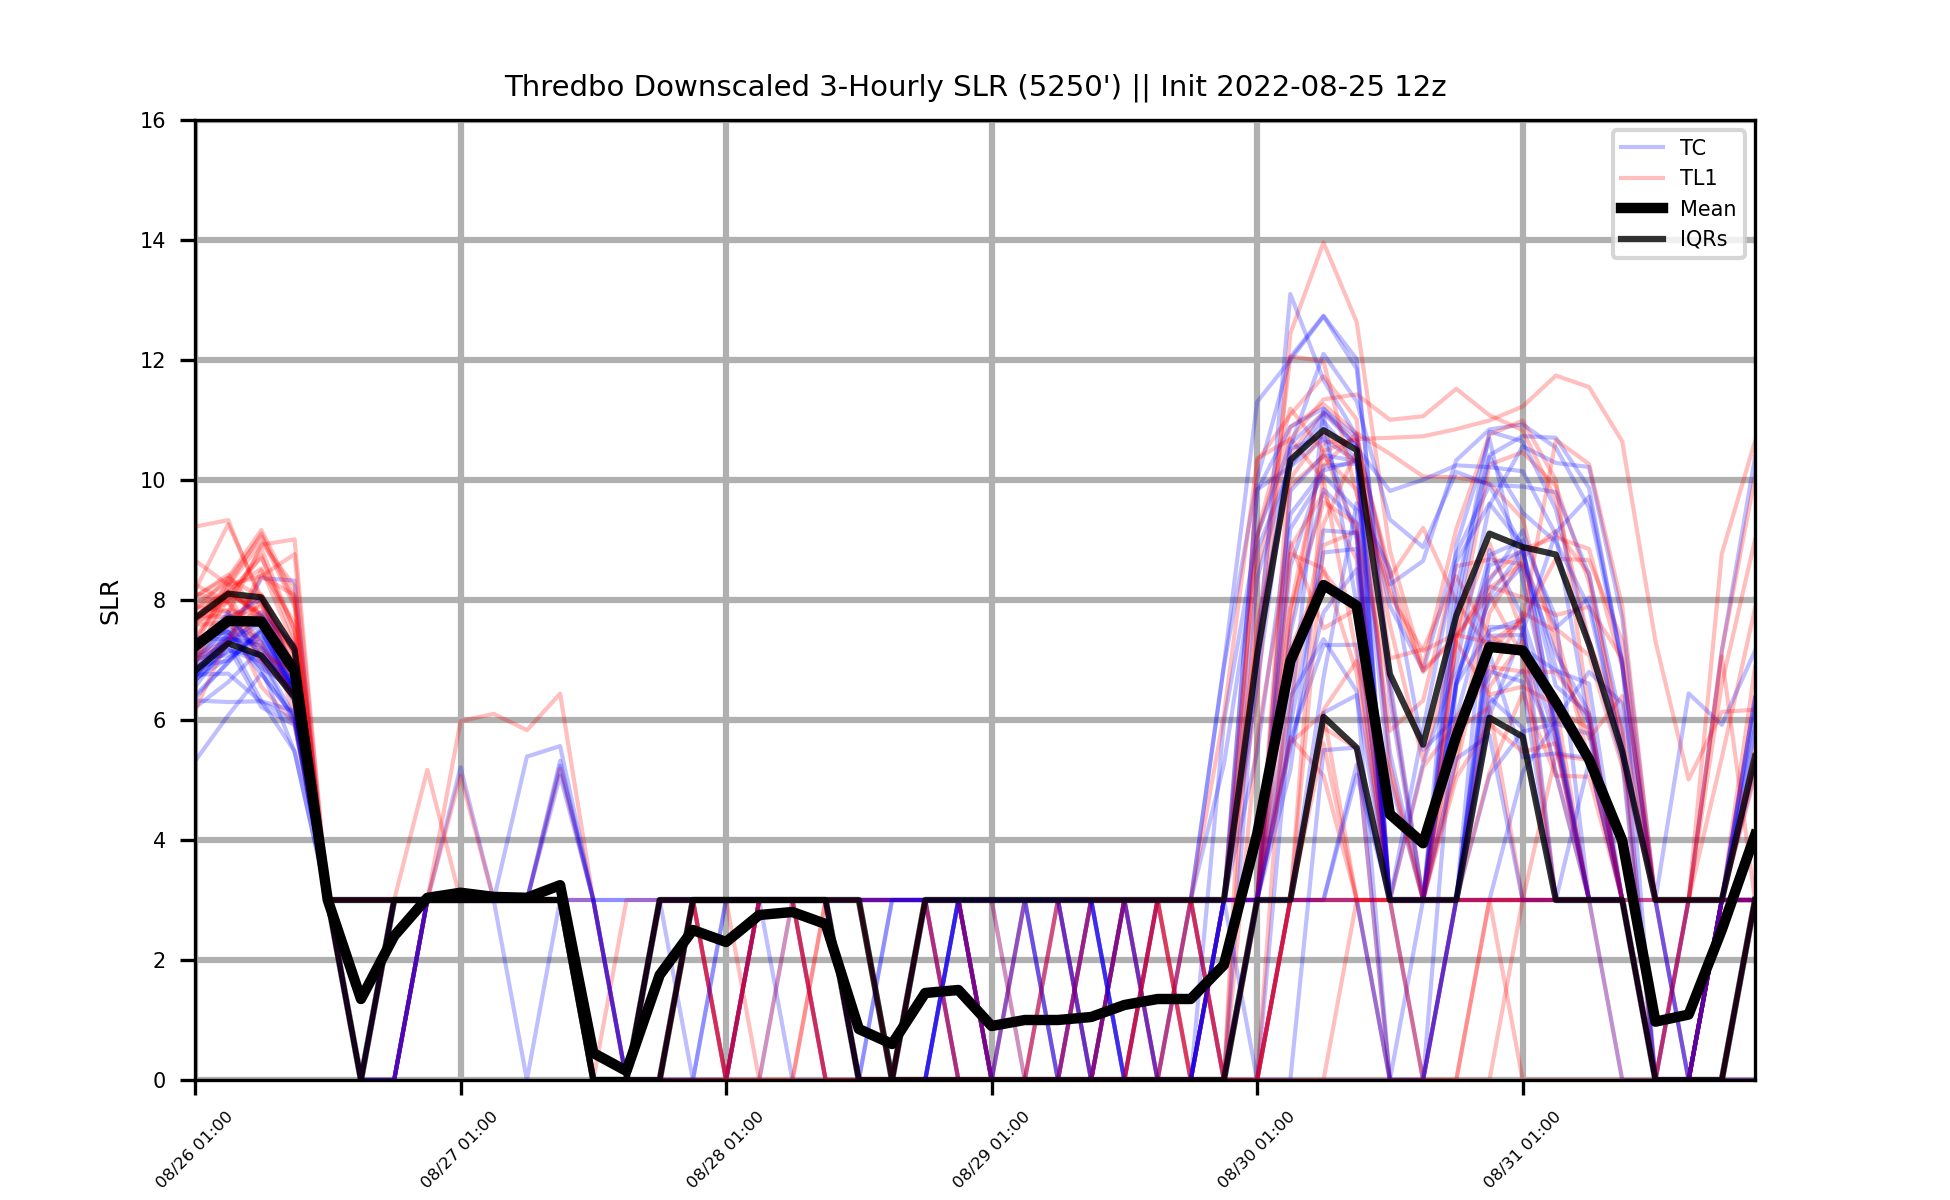 Thredbo Downscaled 3-Hourly SLR (5250') || Init 2022-08-25 12z
16
14
12
10
8
6
4
2
0
SLR
TC
TL1
Mean
IQRs
08/26 01:00
08/27 01:00
08/28 01:00
08/29 01:00
08/30 01:00
08/31 01:00